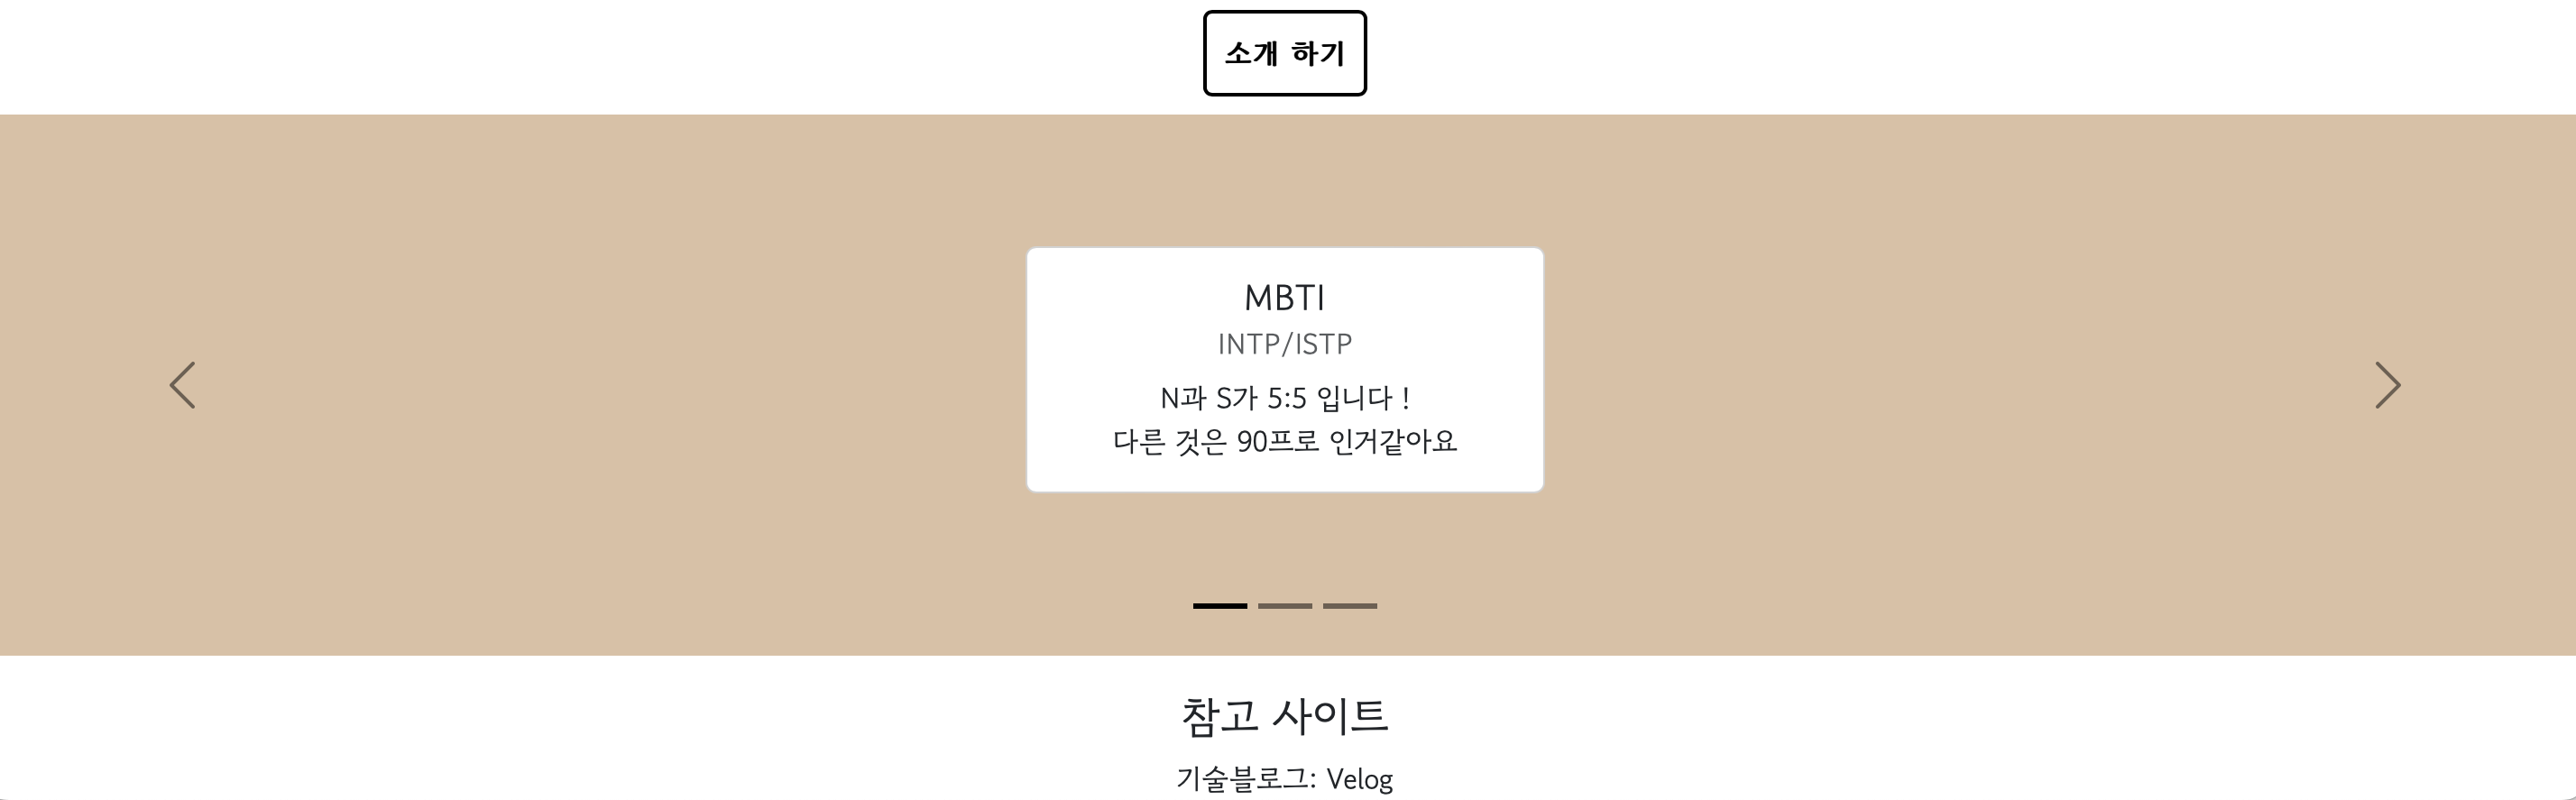 소개 하기
MBTI
INTP/ISTP
N과 S가 5:5 입니다 !
다른 것은 90프로 인거같아요
참고 사이트
기술블로그: Velog